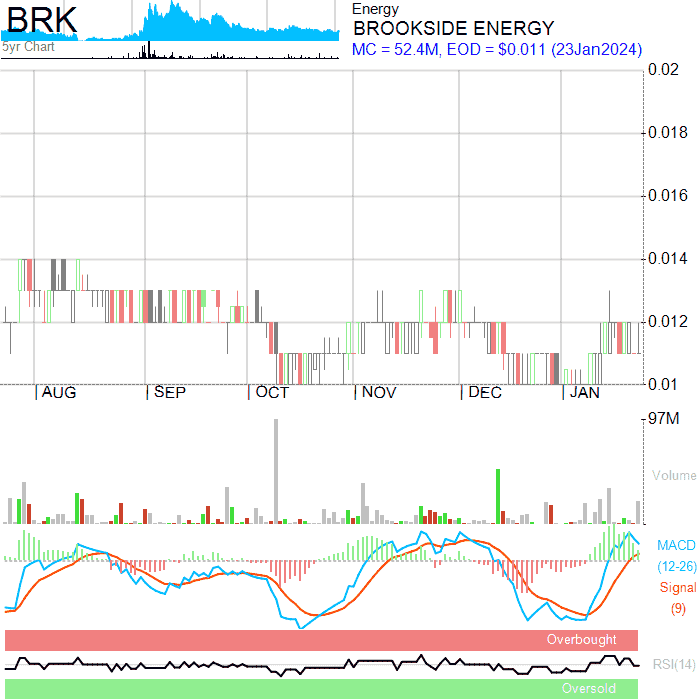 BRK
5yr Chart
Energy
BROOKSIDE ENERGY
MC = 52.4M, EOD = $0.011 (23Jan2024)
0.02
0.018
0.016
0.014
0.012
0.01
AUG SEP OCT NOV DEC JAN
97M
Volume
MACD
(12-26)
Signal
(9)
Overbought
RSI(14)
Oversold